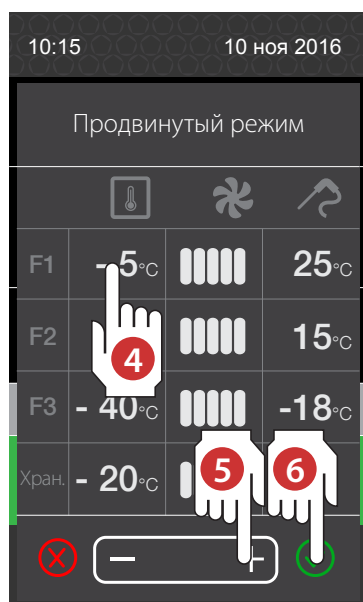 10:15 10 ноя 2016
Продвинутый режим
F1 - 5°C 25°C
F2 15°C
F3 - 40°C -18°C
Хран. - 20°C
4
5 6
− +